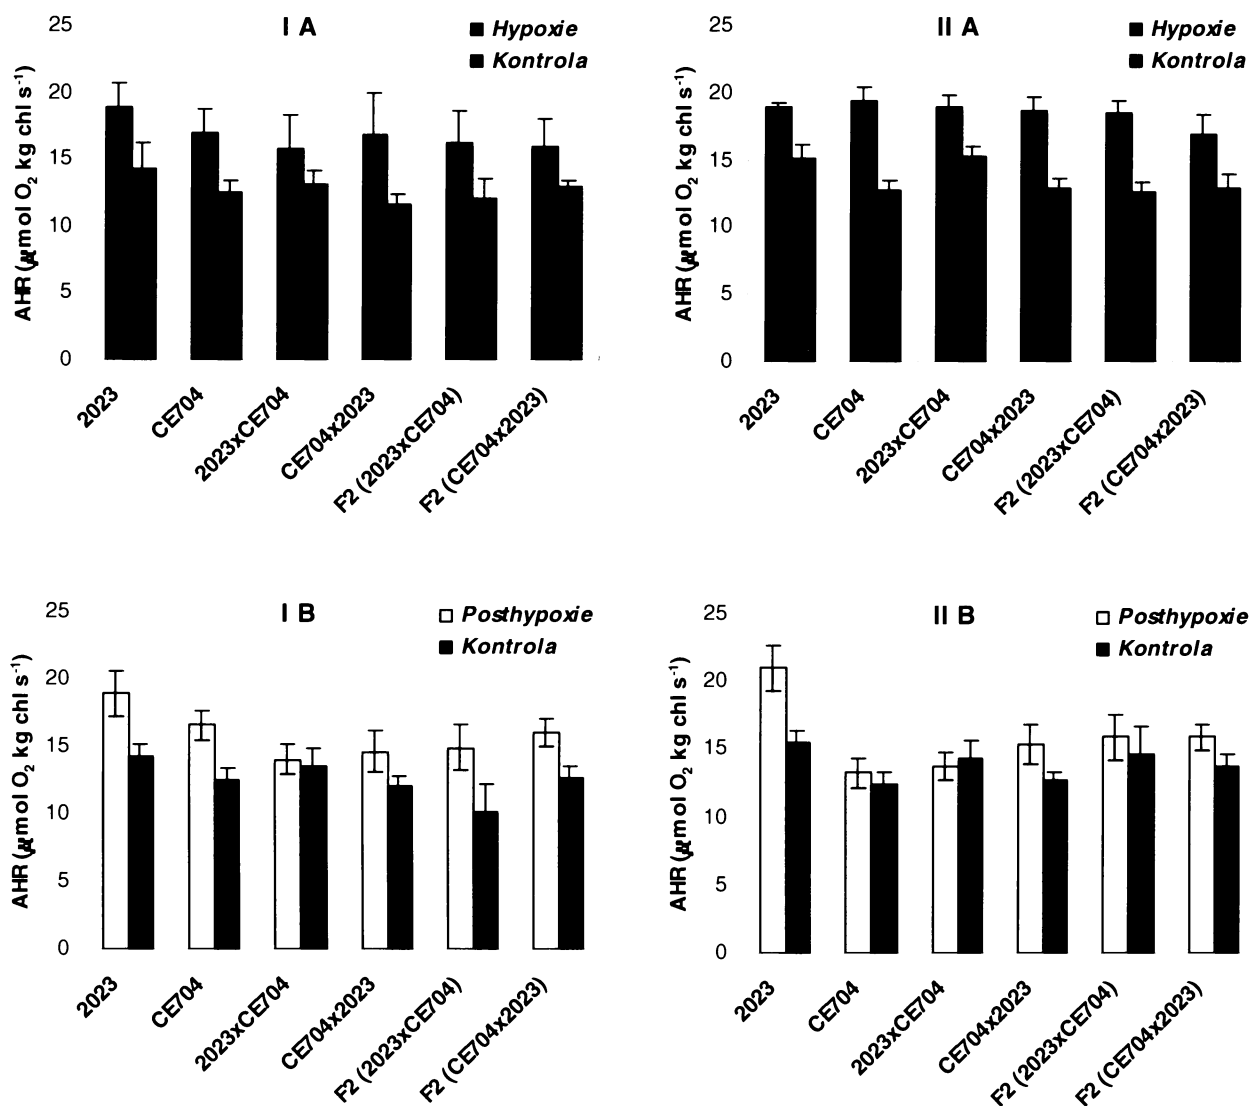 I A
Hypoxie
Kontrola
AHR (µmol O₂ kg chl s⁻¹)
25
20
15
10
5
0
2023
CE704
2023xCE704
CE704x2023
F2 (2023xCE704)
F2 (CE704x2023)
II A
Hypoxie
Kontrola
AHR (µmol O₂ kg chl s⁻¹)
25
20
15
10
5
0
2023
CE704
2023xCE704
CE704x2023
F2 (2023xCE704)
F2 (CE704x2023)
I B
Posthypoxie
Kontrola
AHR (µmol O₂ kg chl s⁻¹)
25
20
15
10
5
0
2023
CE704
2023xCE704
CE704x2023
F2 (2023xCE704)
F2 (CE704x2023)
II B
Posthypoxie
Kontrola
AHR (µmol O₂ kg chl s⁻¹)
25
20
15
10
5
0
2023
CE704
2023xCE704
CE704x2023
F2 (2023xCE704)
F2 (CE704x2023)